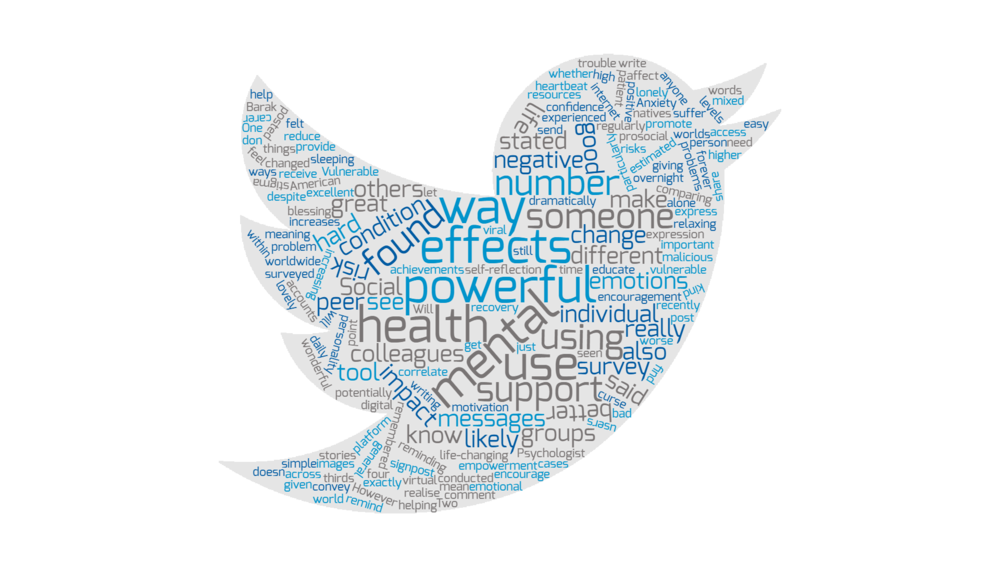 trouble write
whether high
patient
affect
anyone
words
heartbeat
internet
positive
lonely
levels
mixed
resources
confidence
Anxiety
suffer
help
Barak
posted
felt
life
experienced
natives
promote
send
regularly
worlds
access
easy
caren
One
don
reduce
stated
good
prosocial
estimated
person need
things
provide
negative
particularly
risks
problems
forever
higher
feel
changed
sleeping
giving
share
ways
receive
Vulnerable
number
overnight
stigma
American
others
let
make
comparing
despite
excellent
great
way
dramatically
alone
express
blessing
condition
someone
relaxing
increases
hard
found
viral
change
expression
meaning
effects
still
different
important
within
problem
risk
malicious
worldwide
increasing
achievements
self-reflection
time
educate
vulnerable
surveyed
Social
powerful
emotions
kind
lovely
accounts
peer
see
encouragement
recently
will
Will
recovery
individual
post
personality
point
health
mental
using
really
daily
get
just
seen
worse
wonderful
colleagues
use
also
find
tool
correlate
survey
impact
support
said
curse
potentially
writing
digital
motivation
better
bad
remembered
messages
users
platform
know
likely
groups
stories
general
reminding
life-changing
Psychologist
doesn
simple
images
signpost
empowerment
cases
across
thirds
four
virtual
conducted
encourage
given
convey
exactly
realise
mean
emotional
world
remind
However
helping
Two
comment